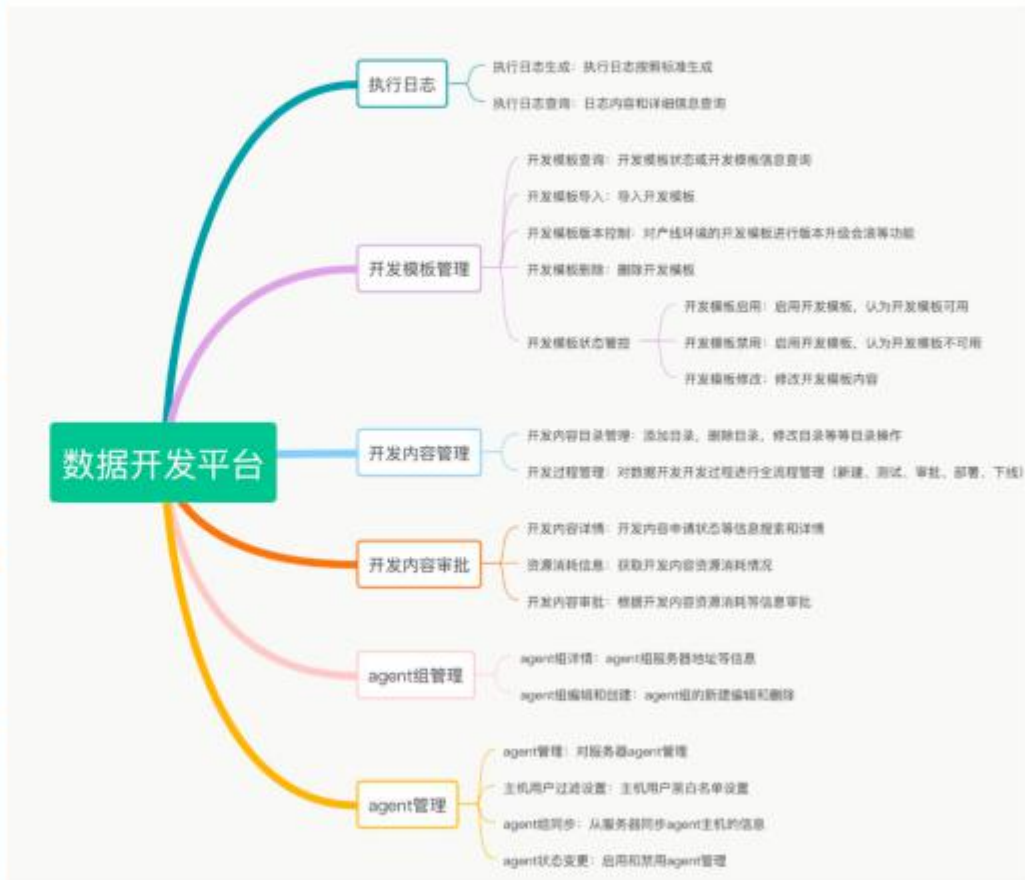 执行日志
执行日志生成：执行日志按照标准生成
执行日志查询：日志内容和详细信息查询
开发模板管理
开发模板查询：开发模板状态或开发模板信息查询
开发模板导入：导入开发模板
开发模板版本控制：对产线环境的开发模板进行版本升级会滚等功能
开发模板删除：删除开发模板
开发模板状态管控
开发模板启用：启用开发模板，认为开发模板可用
开发模板禁用：启用开发模板，认为开发模板不可用
开发模板修改：修改开发模板内容
数据开发平台
开发内容管理
开发内容目录管理：添加目录，删除目录，修改目录等等目录操作
开发过程管理：对数据开发开发过程进行全流程管理（新建、测试、审批、部署、下线）
开发内容审批
开发内容详情：开发内容申请状态等信息搜索和详情
资源消耗信息：获取开发内容资源消耗情况
开发内容审批：根据开发内容资源消耗等信息审批
agent组管理
agent组详情：agent组服务器地址等信息
agent组编辑和创建：agent组的新建编辑和删除
agent管理
agent管理：对服务器agent管理
主机用户过滤设置：主机用户黑白名单设置
agent组同步：从服务器同步agent主机的信息
agent状态变更：启用和禁用agent管理